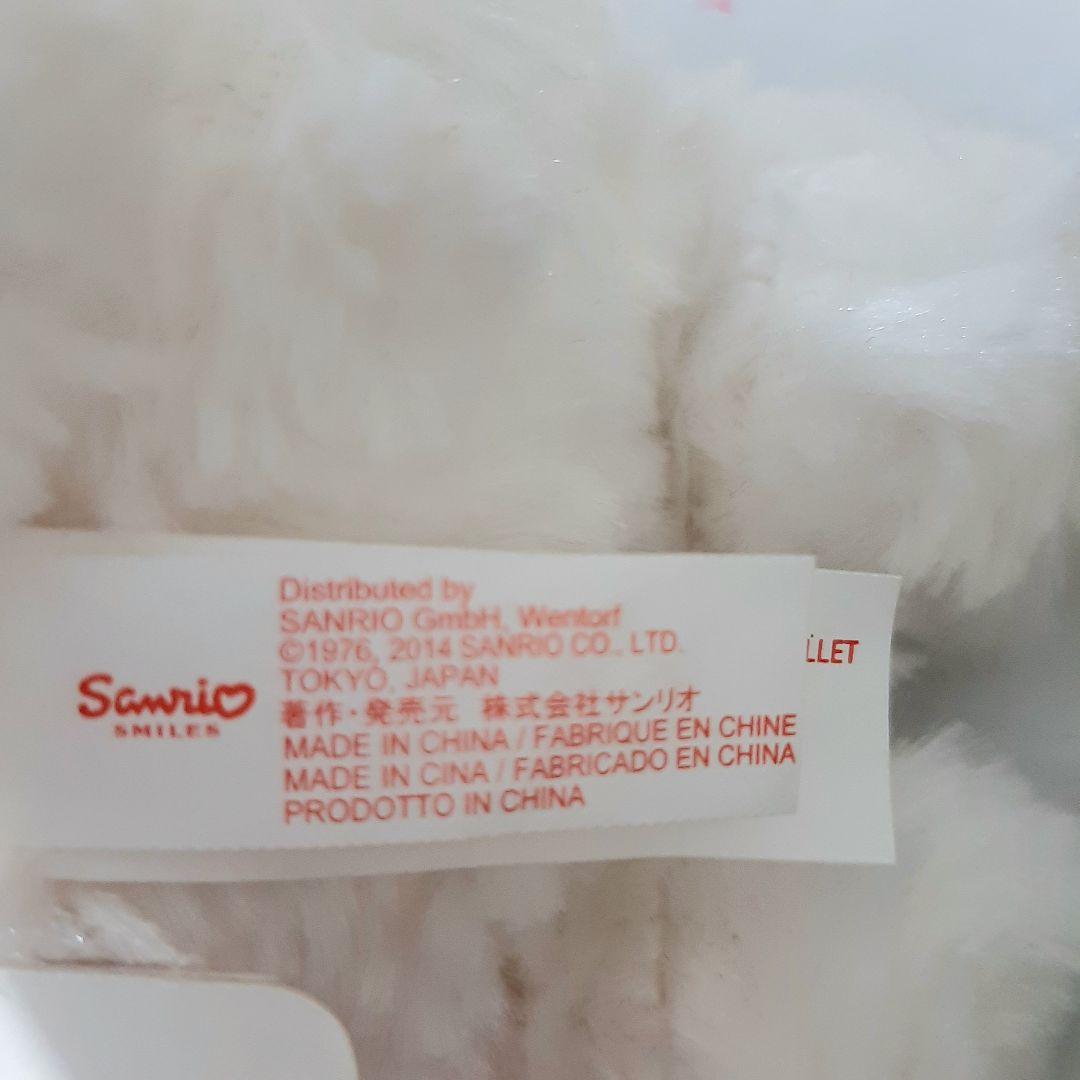 Sanrio
SMILES
Distributed by
SANRIO GmbH, Wentorf
©1976, 2014 SANRIO CO., LTD.
TOKYO, JAPAN
著作・発売元 株式会社サンリオ
MADE IN CHINA / FABRIQUE EN CHINE
MADE IN CINA / FABRICADO EN CHINA
PRODOTTO IN CHINA
LLET